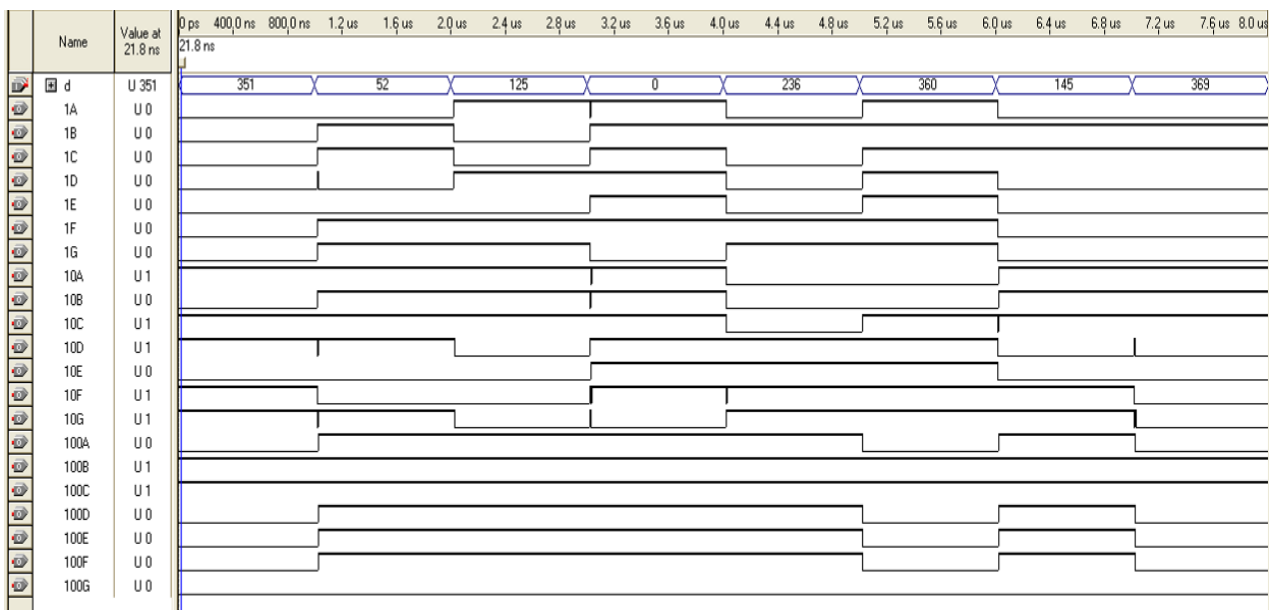 0 ps 400.0 ns 800.0 ns 1.2 us 1.6 us 2.0 us 2.4 us 2.8 us 3.2 us 3.6 us 4.0 us 4.4 us 4.8 us 5.2 us 5.6 us 6.0 us 6.4 us 6.8 us 7.2 us 7.6 us 8.0 us
Name Value at 21.8 ns
21.8 ns
d U 351 351 52 125 0 236 360 145 369
1A U 0
1B U 0
1C U 0
1D U 0
1E U 0
1F U 0
1G U 0
10A U 1
10B U 0
10C U 1
10D U 1
10E U 0
10F U 1
10G U 1
100A U 0
100B U 1
100C U 1
100D U 0
100E U 0
100F U 0
100G U 0